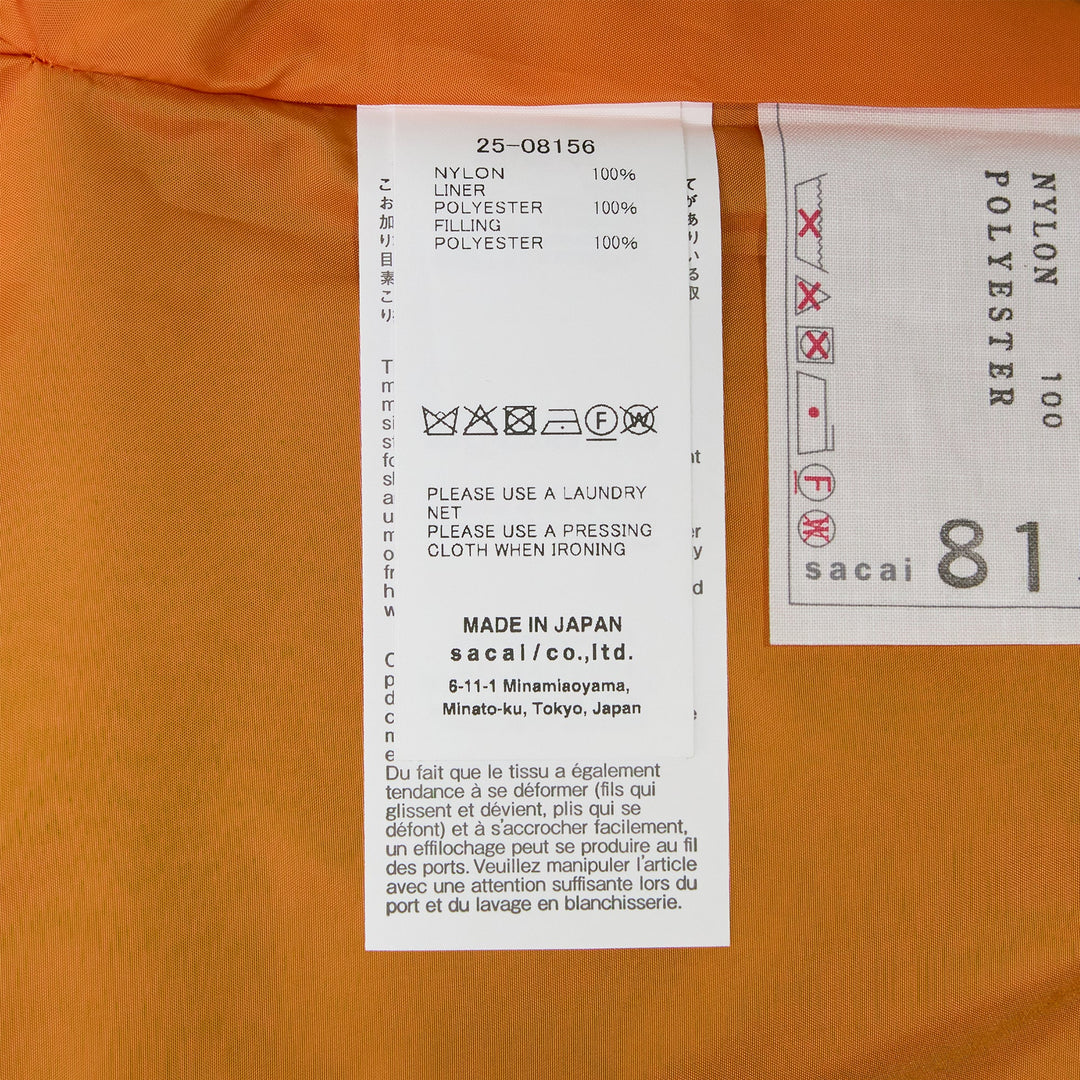 25-08156
NYLON 100%
LINER
POLYESTER 100%
FILLING
POLYESTER 100%
F
W
PLEASE USE A LAUNDRY
NET
PLEASE USE A PRESSING
CLOTH WHEN IRONING
MADE IN JAPAN
sacai/co.,ltd.
6-11-1 Minamiaoyama,
Minato-ku, Tokyo, Japan
Du fait que le tissu a également
tendance à se déformer (fils qui
glissent et dévient, plis qui se
défont) et à s'accrocher facilement,
un effilochage peut se produire au fil
des ports. Veuillez manipuler l'article
avec une attention suffisante lors du
port et du lavage en blanchisserie.
NYLON 100
POLYESTER
F
W
sacai 81